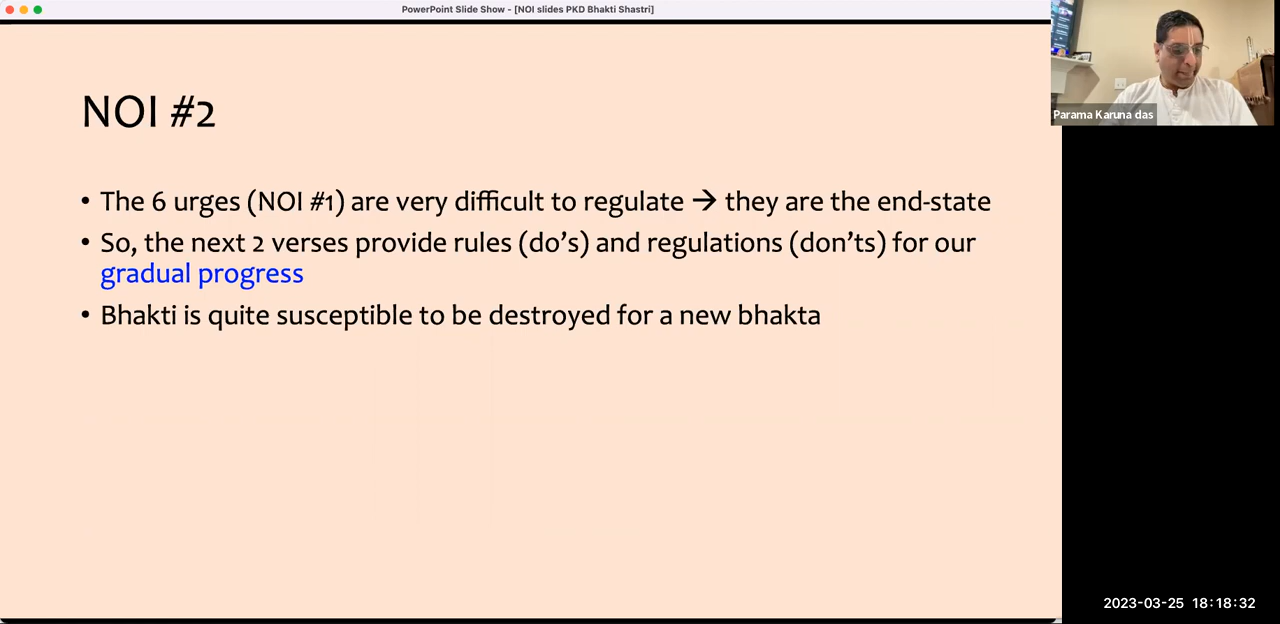 PowerPoint Slide Show - [NOI slides PKD Bhakti Shastri]
NOI #2
• The 6 urges (NOI #1) are very difficult to regulate → they are the end-state
• So, the next 2 verses provide rules (do’s) and regulations (don’ts) for our
gradual progress
• Bhakti is quite susceptible to be destroyed for a new bhakta
Parama Karuna das
2023-03-25 18:18:32